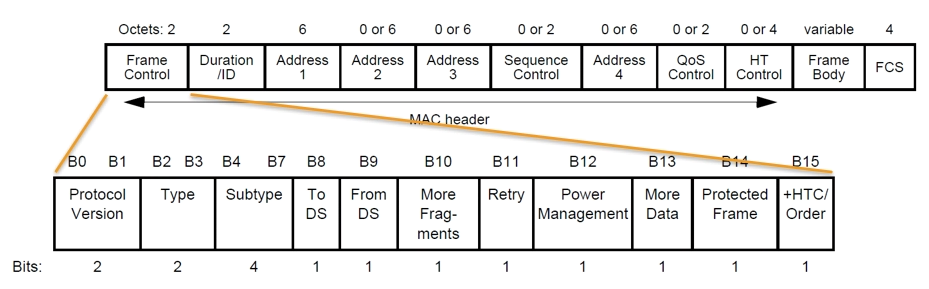 Octets: 2 2 6 0 or 6 0 or 6 0 or 2 0 or 6 0 or 2 0 or 4 variable 4
Frame Control Duration /ID Address 1 Address 2 Address 3 Sequence Control Address 4 QoS Control HT Control Frame Body FCS
MAC header
B0 B1 B2 B3 B4 B7 B8 B9 B10 B11 B12 B13 B14 B15
Protocol Version Type Subtype To DS From DS More Frag- ments Retry Power Management More Data Protected Frame +HTC/ Order
Bits: 2 2 4 1 1 1 1 1 1 1 1